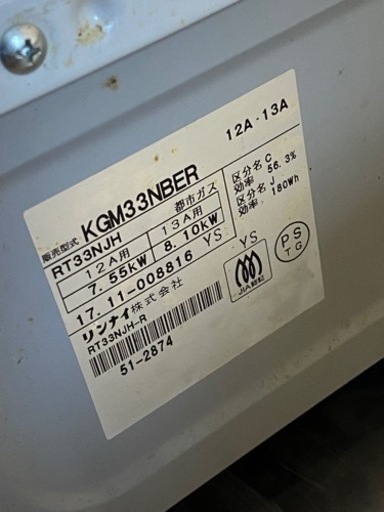 12A・13A
販売型式 KGM33NBER
RT33NJH 都市ガス
12A用 13A用
7.55kW 8.10kW
17.11-008816 YS YS
リンナイ株式会社
RT33NJH-R
51-2874
区分名 C
効率 56.3%
区分名 J
効率 180Wh
JIA認証
PS
TG